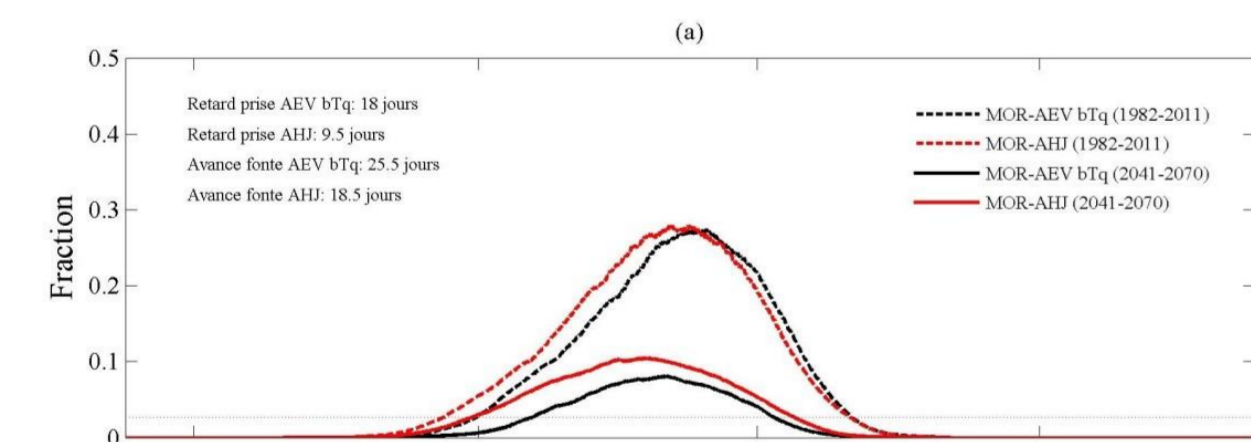 (a)
0.5
0.4
0.3
0.2
0.1
0
Fraction
Retard prise AEV bTq: 18 jours
Retard prise AHJ: 9.5 jours
Avance fonte AEV bTq: 25.5 jours
Avance fonte AHJ: 18.5 jours
MOR-AEV bTq (1982-2011)
MOR-AHJ (1982-2011)
MOR-AEV bTq (2041-2070)
MOR-AHJ (2041-2070)